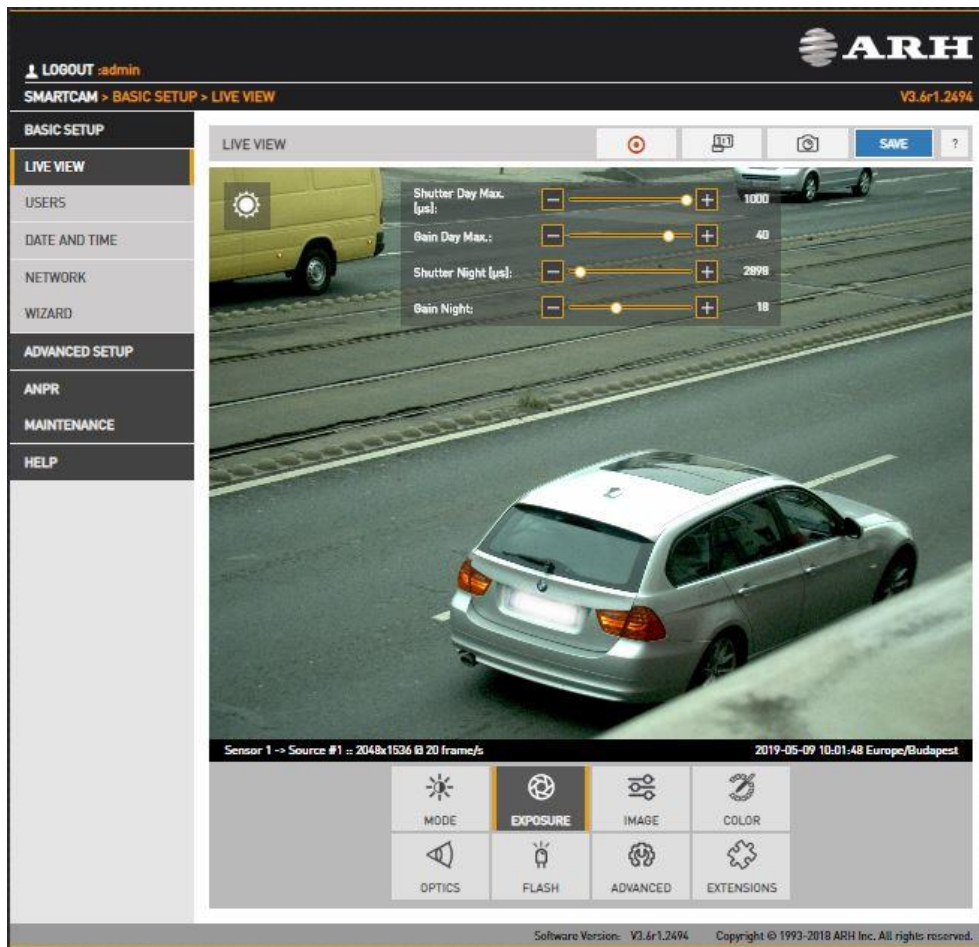 ARH
LOGOUT :admin
SMARTCAM > BASIC SETUP > LIVE VIEW
V3.6r1.2494
BASIC SETUP
LIVE VIEW
USERS
DATE AND TIME
NETWORK
WIZARD
ADVANCED SETUP
ANPR
MAINTENANCE
HELP
LIVE VIEW
1:1
SAVE
?
Shutter Day Max. [µs]:
1000
Gain Day Max.:
40
Shutter Night [µs]:
2898
Gain Night:
18
Sensor 1 -> Source #1 :: 2048x1536 @ 20 frame/s
2019-05-09 10:01:48 Europe/Budapest
MODE
EXPOSURE
IMAGE
COLOR
OPTICS
FLASH
ADVANCED
EXTENSIONS
Software Version: V3.6r1.2494
Copyright © 1993-2018 ARH Inc. All rights reserved.